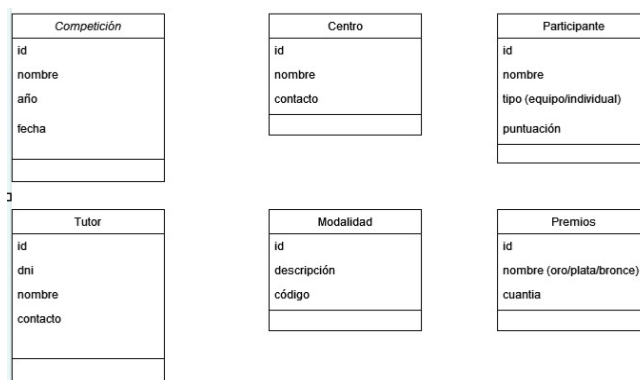 Competición
id
nombre
año
fecha
Centro
id
nombre
contacto
Participante
id
nombre
tipo (equipo/individual)
puntuación
Tutor
id
dni
nombre
contacto
Modalidad
id
descripción
código
Premios
id
nombre (oro/plata/bronce)
cuantia